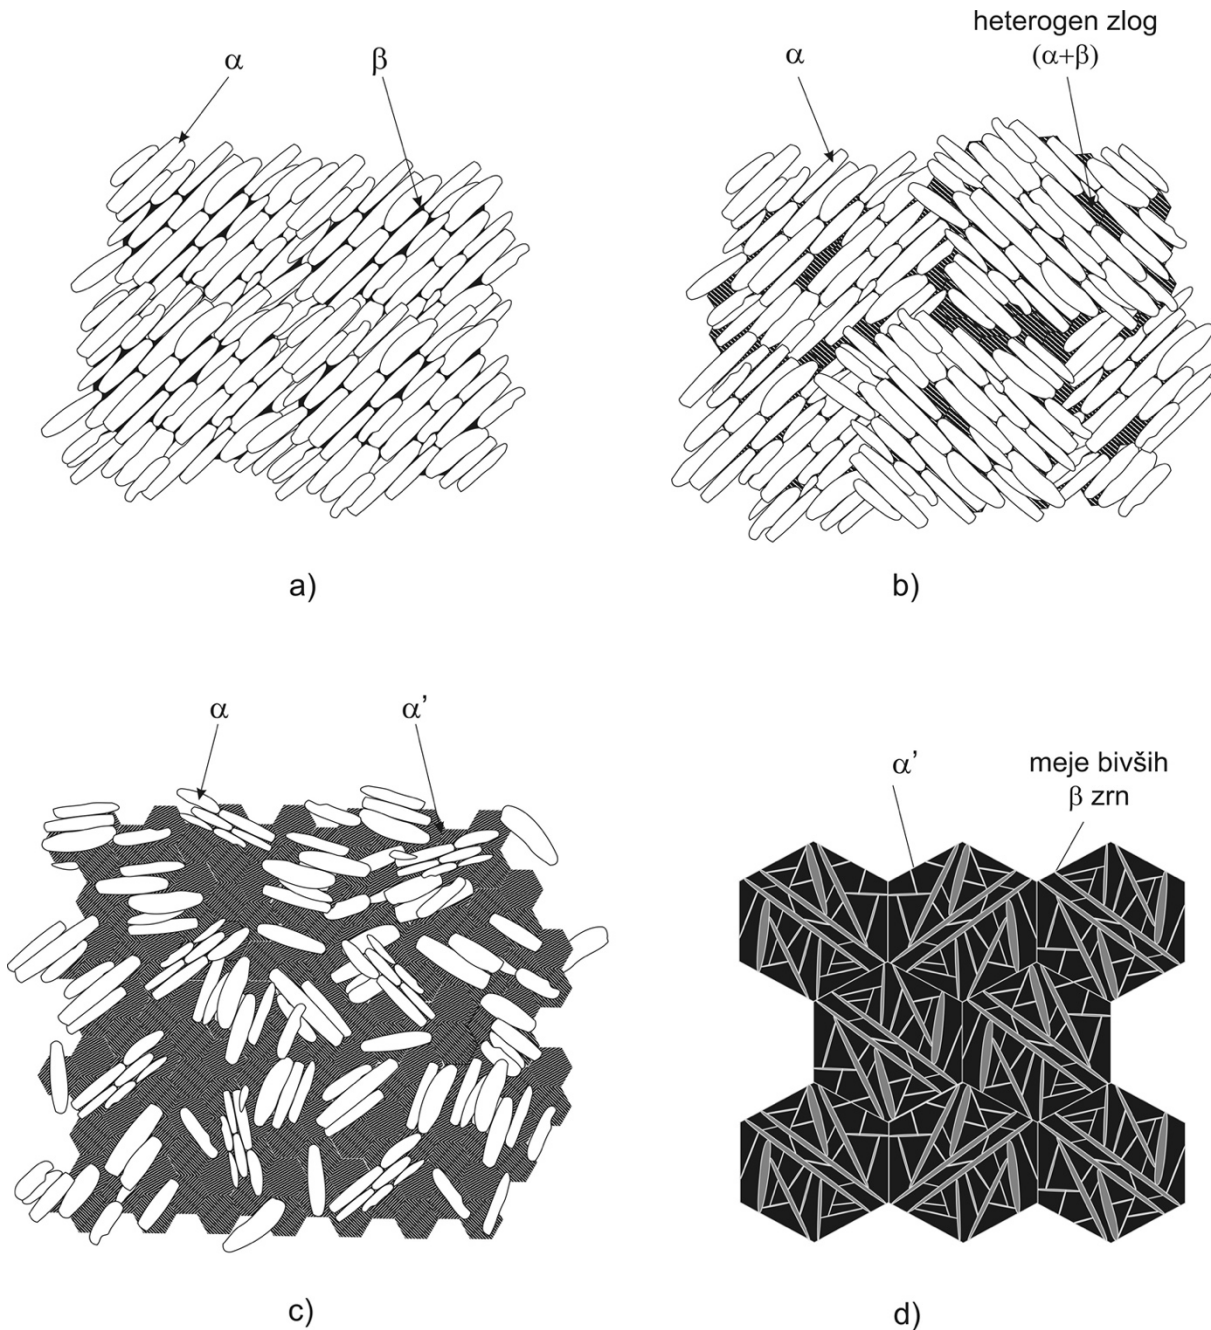 α
β
a)
α
heterogen zlog
(α+β)
b)
α
α’
c)
α’
meje bivših
β zrn
d)